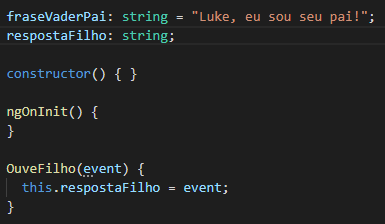 fraseVaderPai: string = "Luke, eu sou seu pai!";
respostaFilho: string;
constructor() { }
ngOnInit() {
}
OuveFilho(event) {
this.respostaFilho = event;
}